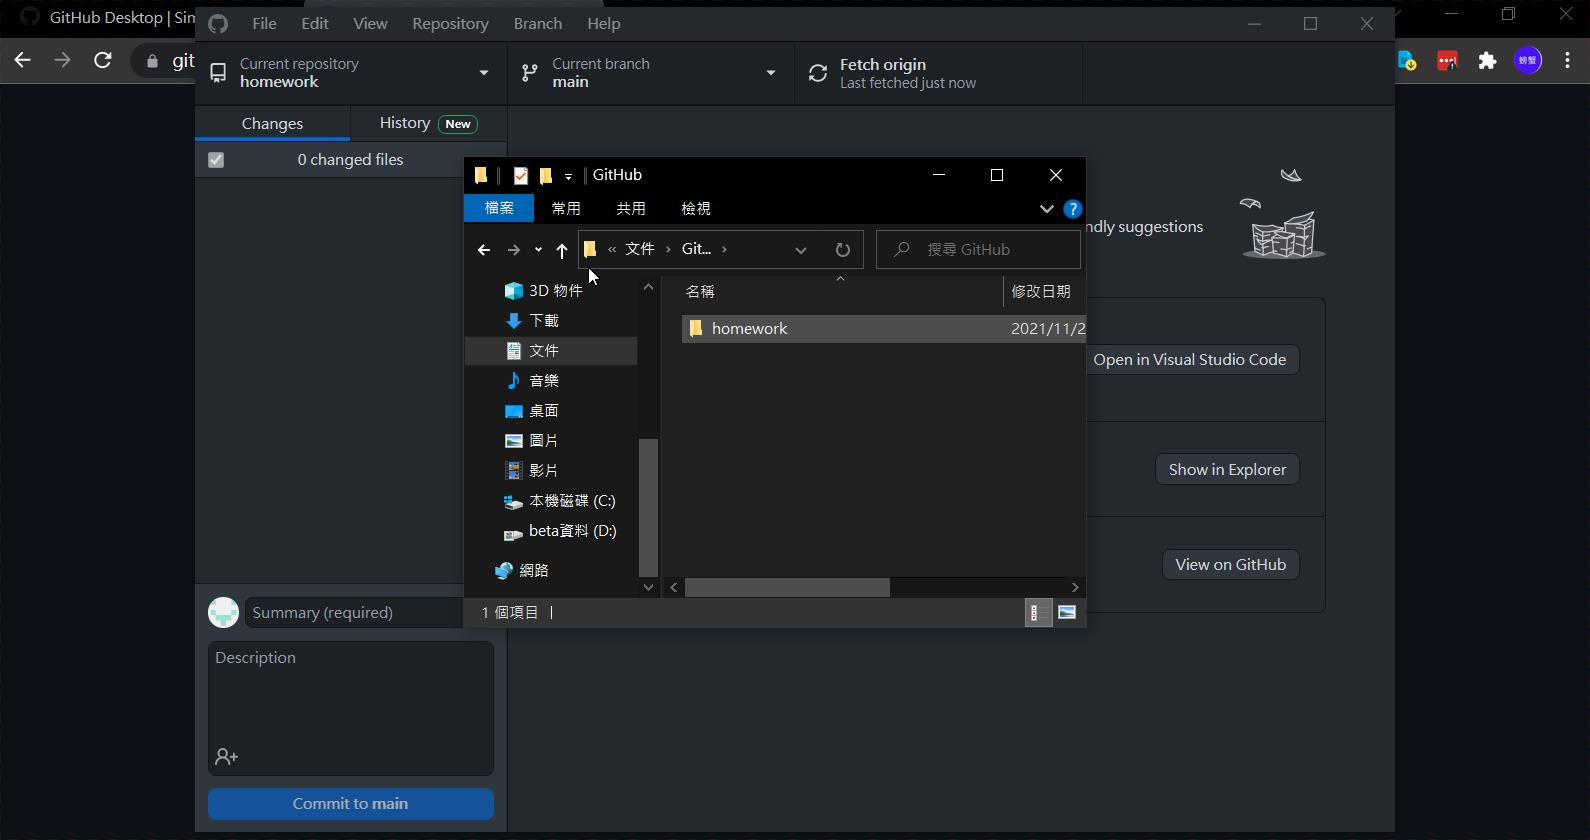 GitHub Desktop | Sim
git
螃蟹
File Edit View Repository Branch Help
Current repository
homework
Current branch
main
Fetch origin
Last fetched just now
Changes
History New
0 changed files
GitHub
檔案 常用 共用 檢視
« 文件 › Git... ›
搜尋 GitHub
3D 物件
下載
文件
音樂
桌面
圖片
影片
本機磁碟 (C:)
beta資料 (D:)
網路
名稱 修改日期
homework 2021/11/2
1 個項目
ndly suggestions
Open in Visual Studio Code
Show in Explorer
View on GitHub
Summary (required)
Description
Commit to main